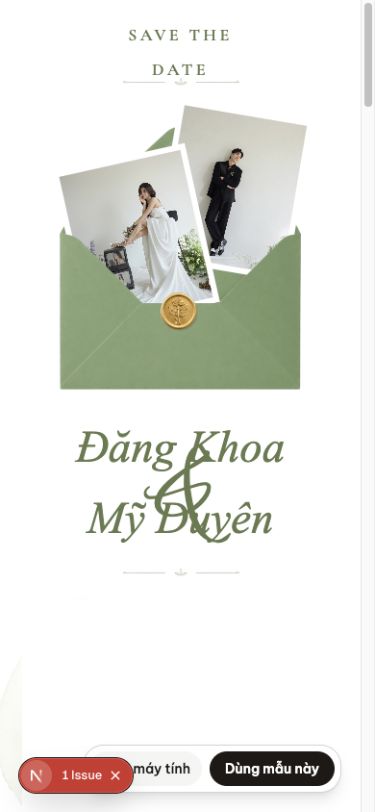 SAVE THE
DATE
Đăng Khoa
&
Mỹ Duyên
máy tính
Dùng mẫu này
N
1 Issue